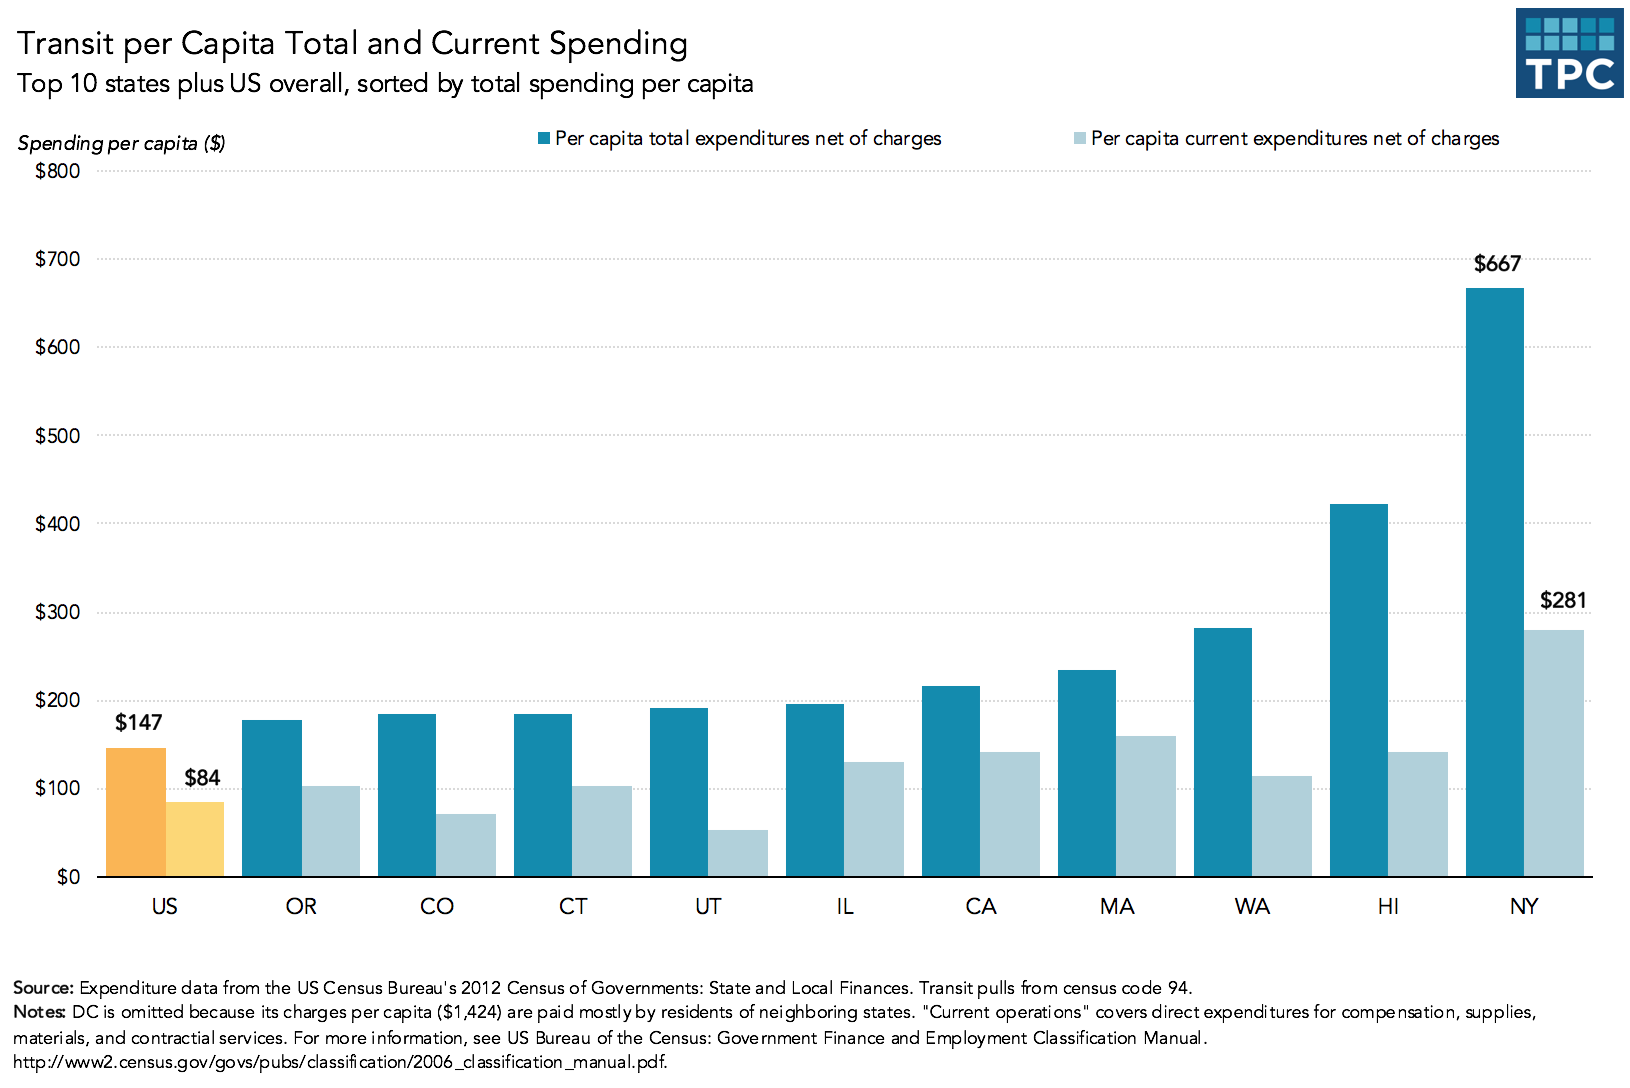 Transit per Capita Total and Current Spending
TPC
Top 10 states plus US overall, sorted by total spending per capita
Spending per capita ($)
Per capita total expenditures net of charges
Per capita current expenditures net of charges
$800
$700
$600
$500
$400
$300
$200
$100
$0
$147
$84
$667
$281
US OR CO CT UT IL CA MA WA HI NY
Source: Expenditure data from the US Census Bureau's 2012 Census of Governments: State and Local Finances. Transit pulls from census code 94.
Notes: DC is omitted because its charges per capita ($1,424) are paid mostly by residents of neighboring states. "Current operations" covers direct expenditures for compensation, supplies,
materials, and contractial services. For more information, see US Bureau of the Census: Government Finance and Employment Classification Manual.
http://www2.census.gov/govs/pubs/classification/2006_classification_manual.pdf.